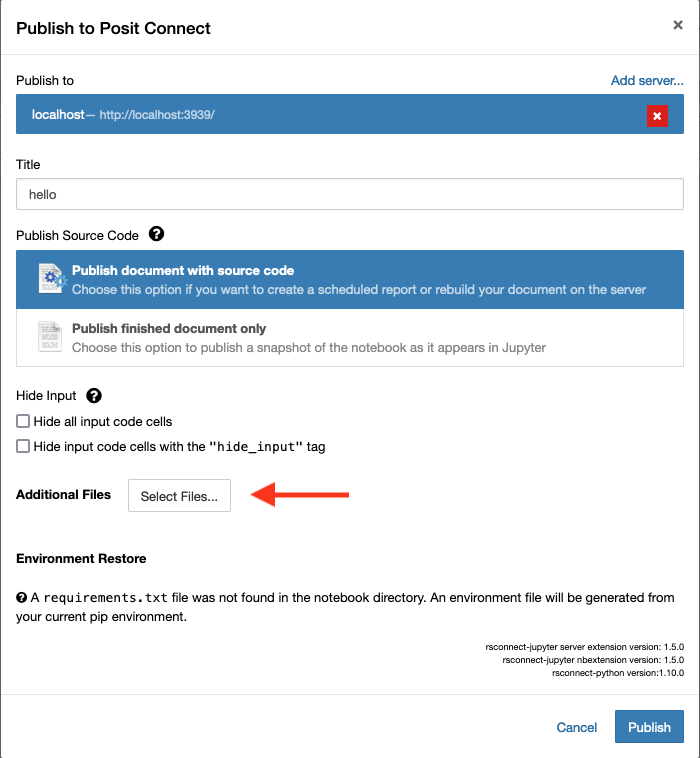 Publish to Posit Connect
×
Publish to
Add server...
localhost— http://localhost:3939/
Title
hello
Publish Source Code
Publish document with source code
Choose this option if you want to create a scheduled report or rebuild your document on the server
Publish finished document only
Choose this option to publish a snapshot of the notebook as it appears in Jupyter
Hide Input
Hide all input code cells
Hide input code cells with the "hide_input" tag
Additional Files
Select Files...
Environment Restore
A requirements.txt file was not found in the notebook directory. An environment file will be generated from
your current pip environment.
rsconnect-jupyter server extension version: 1.5.0
rsconnect-jupyter nbextension version: 1.5.0
rsconnect-python version:1.10.0
Cancel
Publish